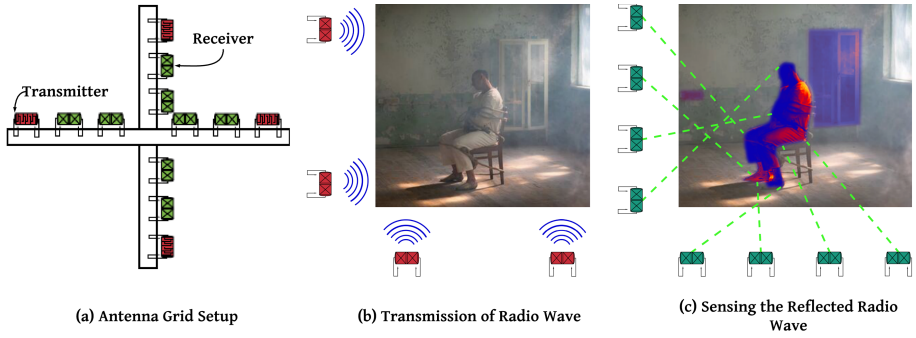 Receiver
Transmitter
(a) Antenna Grid Setup
(b) Transmission of Radio Wave
(c) Sensing the Reflected Radio
Wave